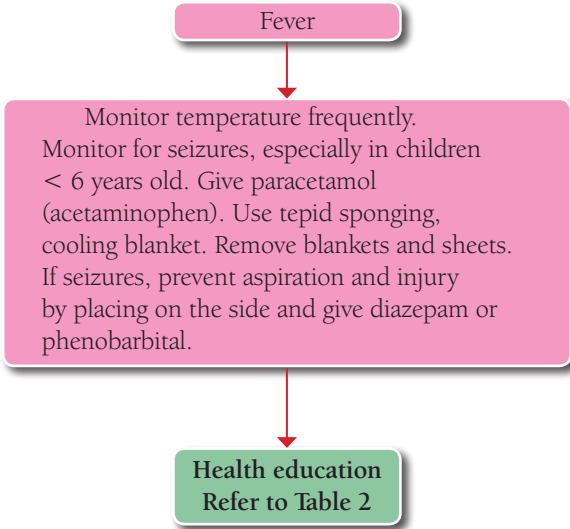 Fever
Monitor temperature frequently.
Monitor for seizures, especially in children
< 6 years old. Give paracetamol
(acetaminophen). Use tepid sponging,
cooling blanket. Remove blankets and sheets.
If seizures, prevent aspiration and injury
by placing on the side and give diazepam or
phenobarbital.
Health education
Refer to Table 2